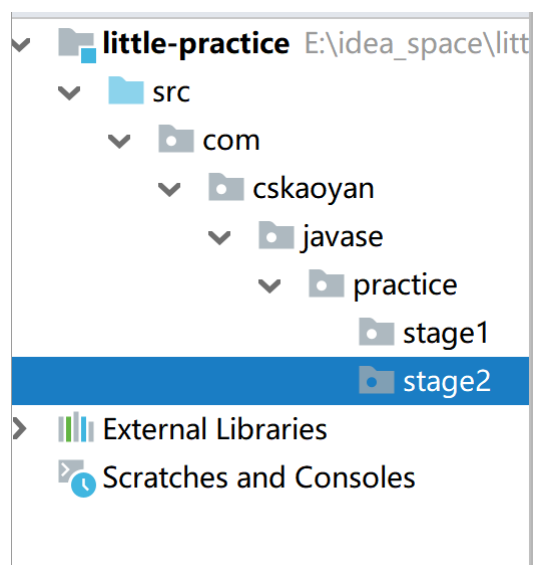 little-practice E:\idea_space\litt
src
com
cskaoyan
javase
practice
stage1
stage2
External Libraries
Scratches and Consoles